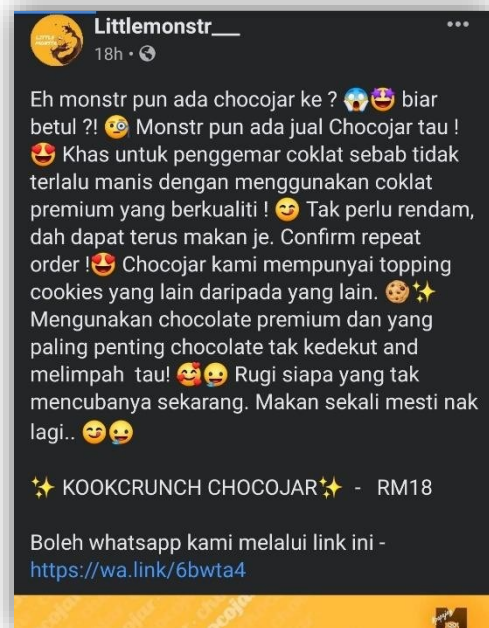 Littlemonstr___
18h
Eh monstr pun ada chocojar ke ? 😱🤩 biar
betul ?! 🧐 Monstr pun ada jual Chocojar tau !
😍 Khas untuk penggemar coklat sebab tidak
terlalu manis dengan menggunakan coklat
premium yang berkualiti ! 😋 Tak perlu rendam,
dah dapat terus makan je. Confirm repeat
order !😍 Chocojar kami mempunyai topping
cookies yang lain daripada yang lain. 🍪✨
Mengunakan chocolate premium dan yang
paling penting chocolate tak kedekut and
melimpah tau! 🥰🤤 Rugi siapa yang tak
mencubanya sekarang. Makan sekali mesti nak
lagi.. 😋🤤
✨ KOOKCRUNCH CHOCOJAR✨ - RM18
Boleh whatsapp kami melalui link ini -
https://wa.link/6bwta4